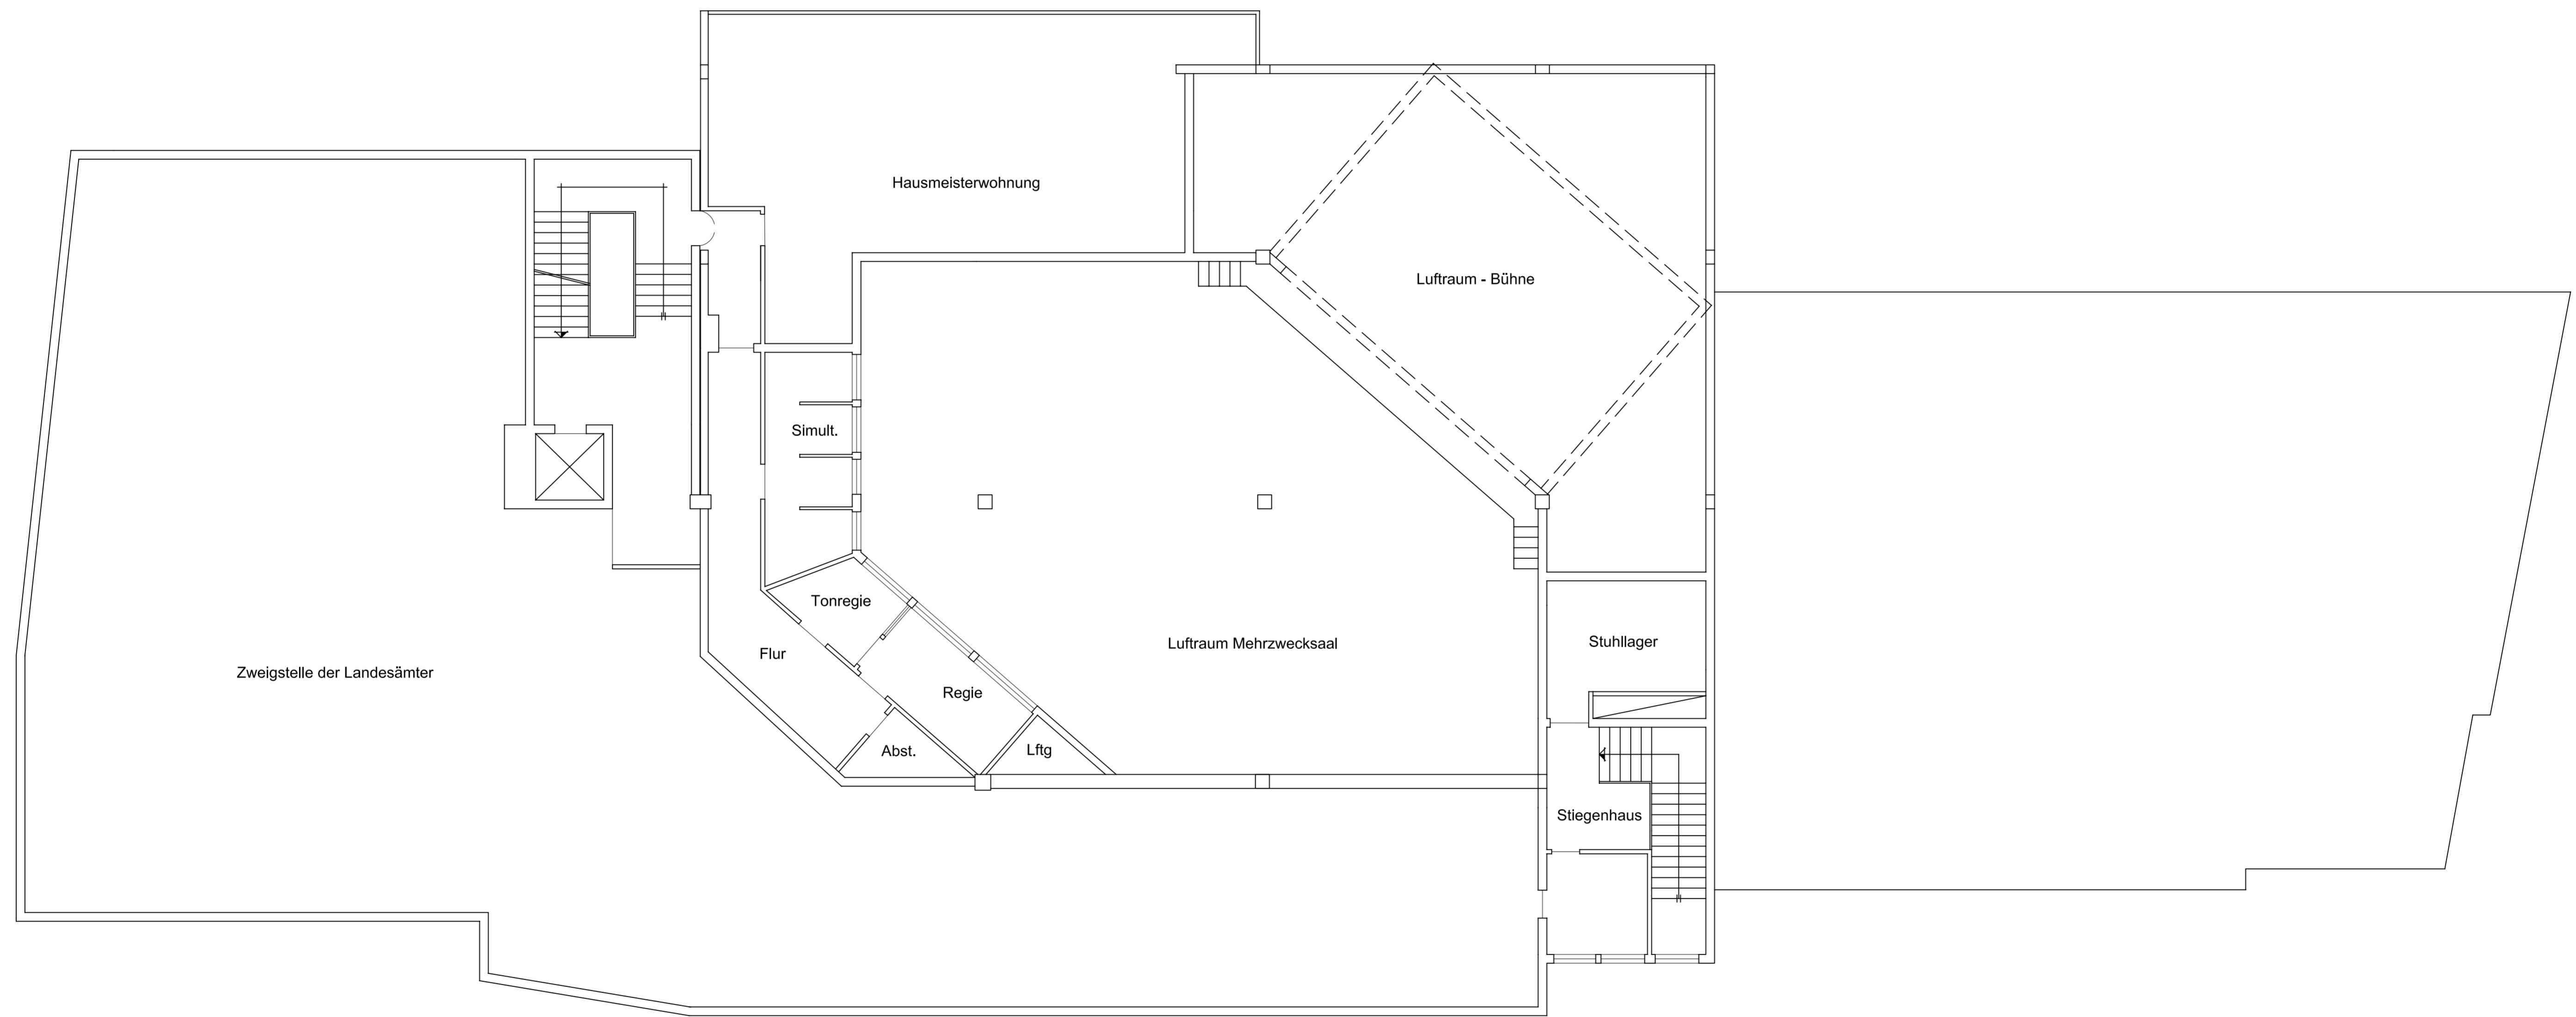 Hausmeisterwohnung
Luftraum - Bühne
Simult.
Tonregie
Luftraum Mehrzwecksaal
Stuhllager
Flur
Zweigstelle der Landesämter
Regie
Abst.
Lftg
Stiegenhaus